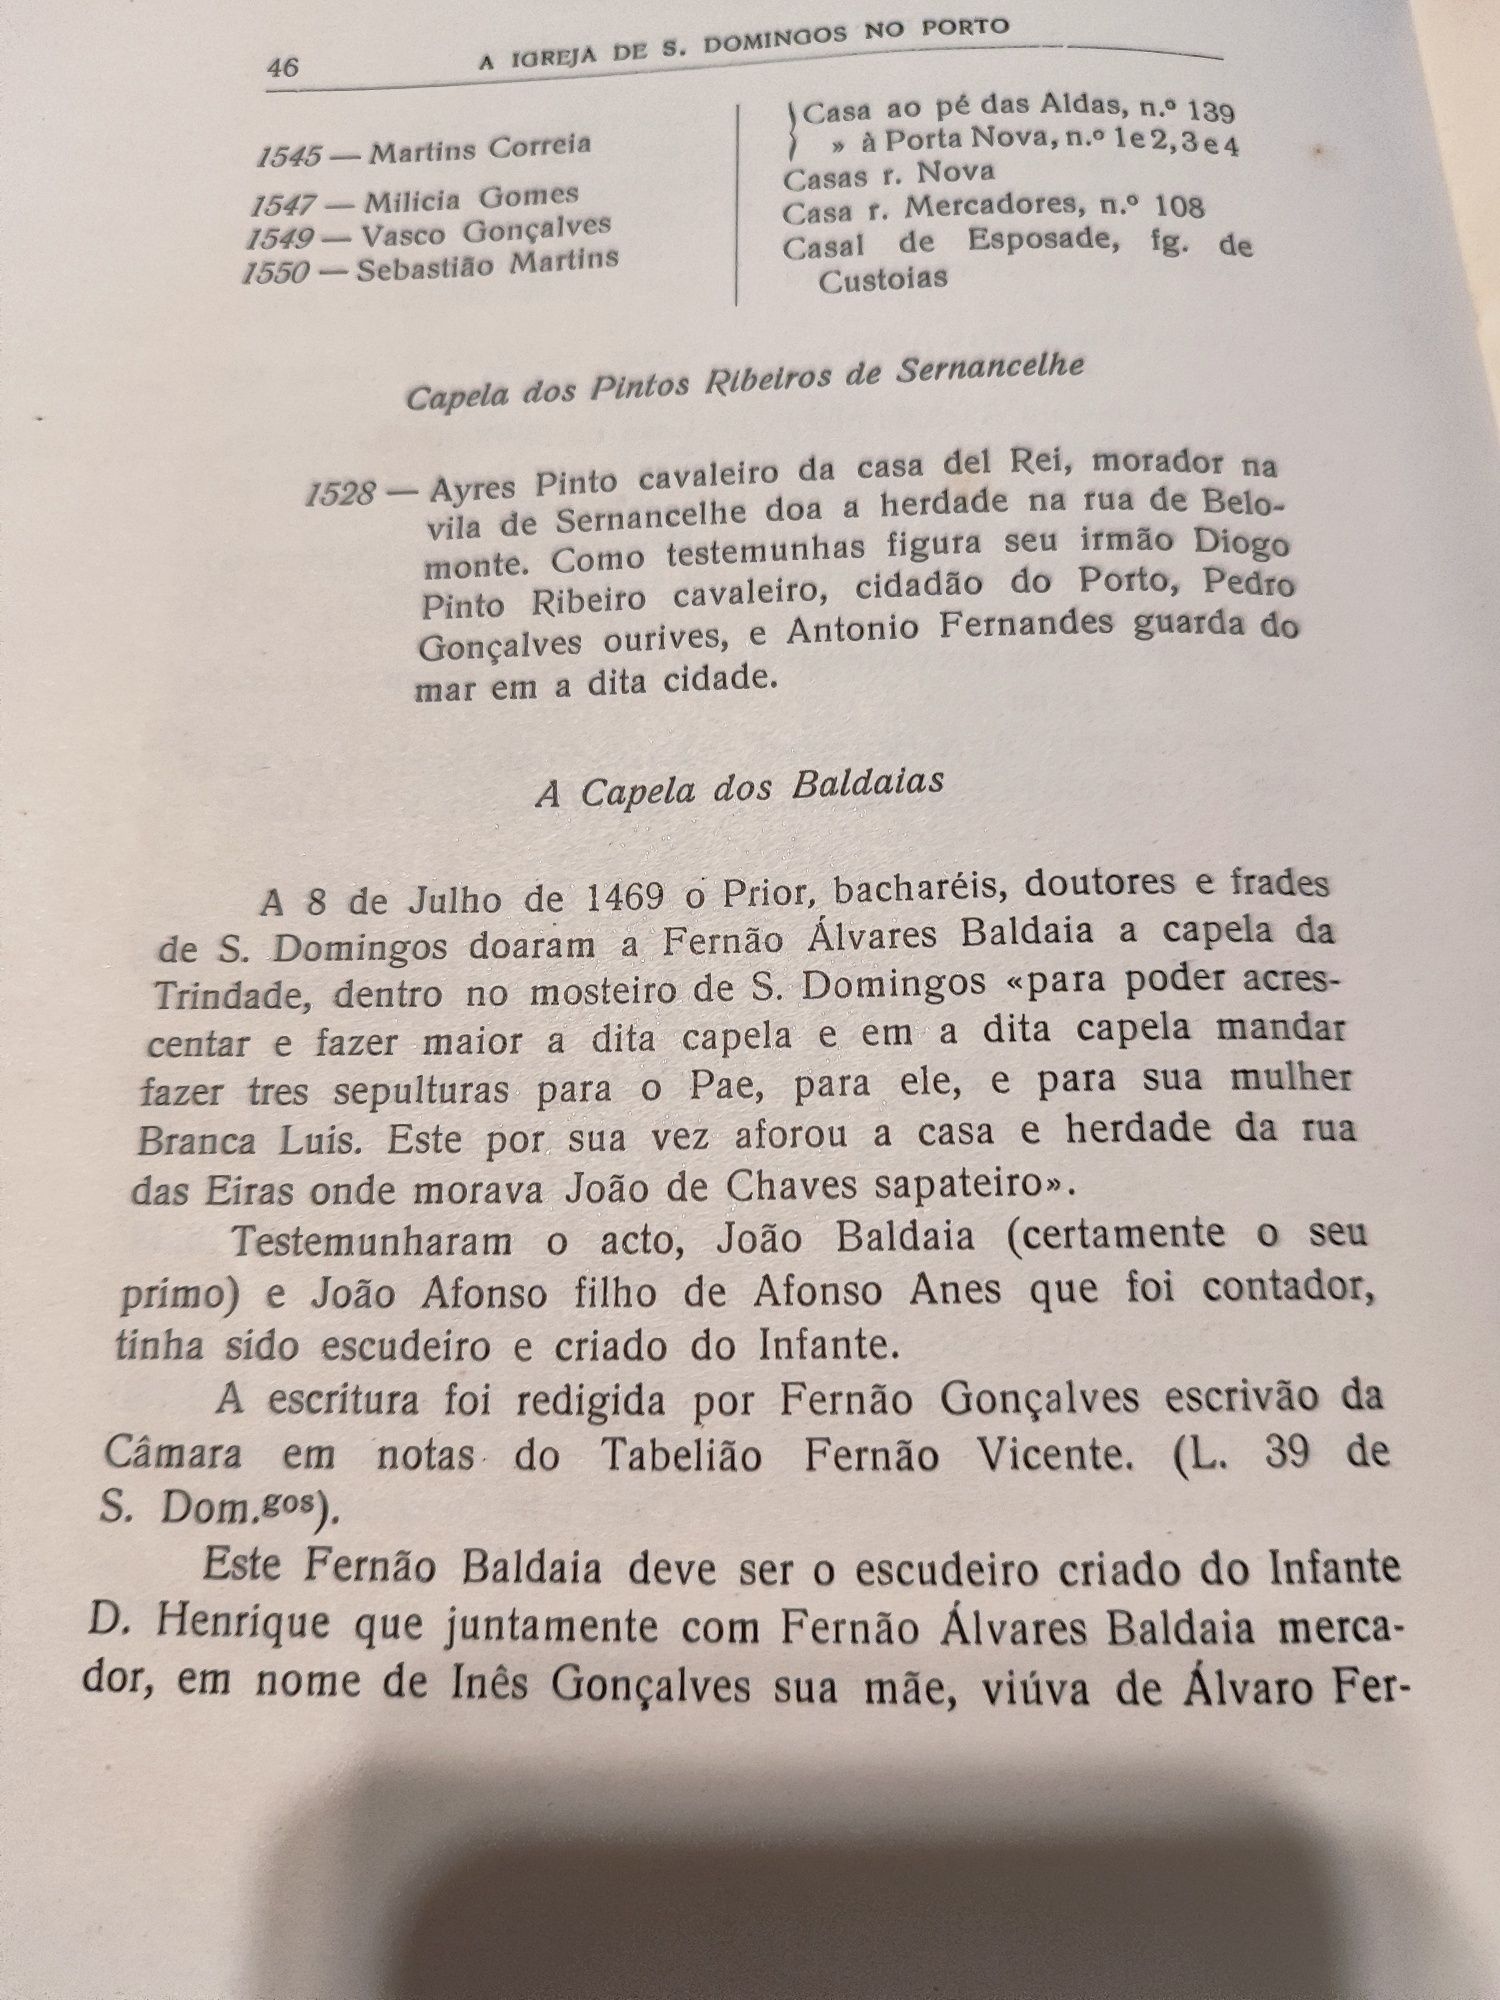 46 A IGREJA DE S. DOMINGOS NO PORTO
1545 — Martins Correia
1547 — Milicia Gomes
1549 — Vasco Gonçalves
1550 — Sebastião Martins
Casa ao pé das Aldas, n.º 139
» à Porta Nova, n.º 1 e 2, 3 e 4
Casas r. Nova
Casa r. Mercadores, n.º 108
Casal de Esposade, fg. de
Custoias
Capela dos Pintos Ribeiros de Sernancelhe
1528 — Ayres Pinto cavaleiro da casa del Rei, morador na
vila de Sernancelhe doa a herdade na rua de Belo-
monte. Como testemunhas figura seu irmão Diogo
Pinto Ribeiro cavaleiro, cidadão do Porto, Pedro
Gonçalves ourives, e Antonio Fernandes guarda do
mar em a dita cidade.
A Capela dos Baldaias
A 8 de Julho de 1469 o Prior, bacharéis, doutores e frades
de S. Domingos doaram a Fernão Álvares Baldaia a capela da
Trindade, dentro no mosteiro de S. Domingos «para poder acres-
centar e fazer maior a dita capela e em a dita capela mandar
fazer tres sepulturas para o Pae, para ele, e para sua mulher
Branca Luis. Este por sua vez aforou a casa e herdade da rua
das Eiras onde morava João de Chaves sapateiro».
Testemunharam o acto, João Baldaia (certamente o seu
primo) e João Afonso filho de Afonso Anes que foi contador,
tinha sido escudeiro e criado do Infante.
A escritura foi redigida por Fernão Gonçalves escrivão da
Câmara em notas do Tabelião Fernão Vicente. (L. 39 de
S. Dom.gos).
Este Fernão Baldaia deve ser o escudeiro criado do Infante
D. Henrique que juntamente com Fernão Álvares Baldaia merca-
dor, em nome de Inês Gonçalves sua mãe, viúva de Álvaro Fer-